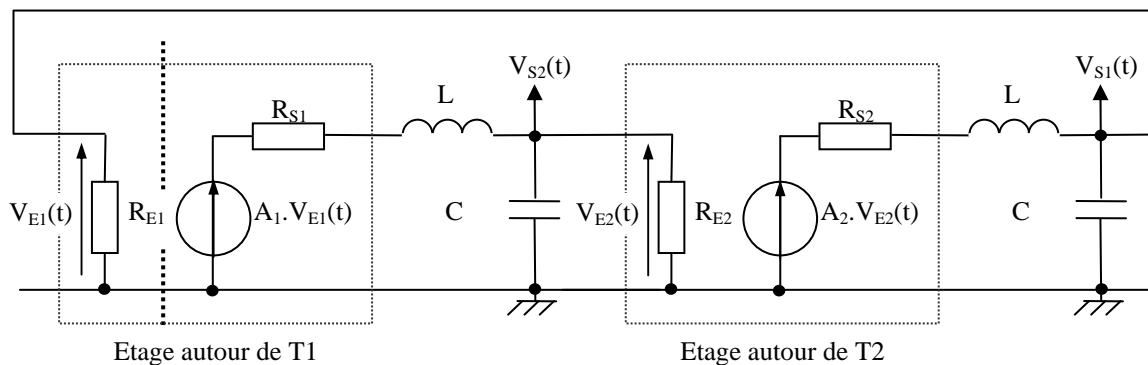 V_S2(t)
V_S1(t)
L
L
R_S1
R_S2
V_E1(t)
R_E1
A_1.V_E1(t)
C
V_E2(t)
R_E2
A_2.V_E2(t)
C
Etage autour de T1
Etage autour de T2